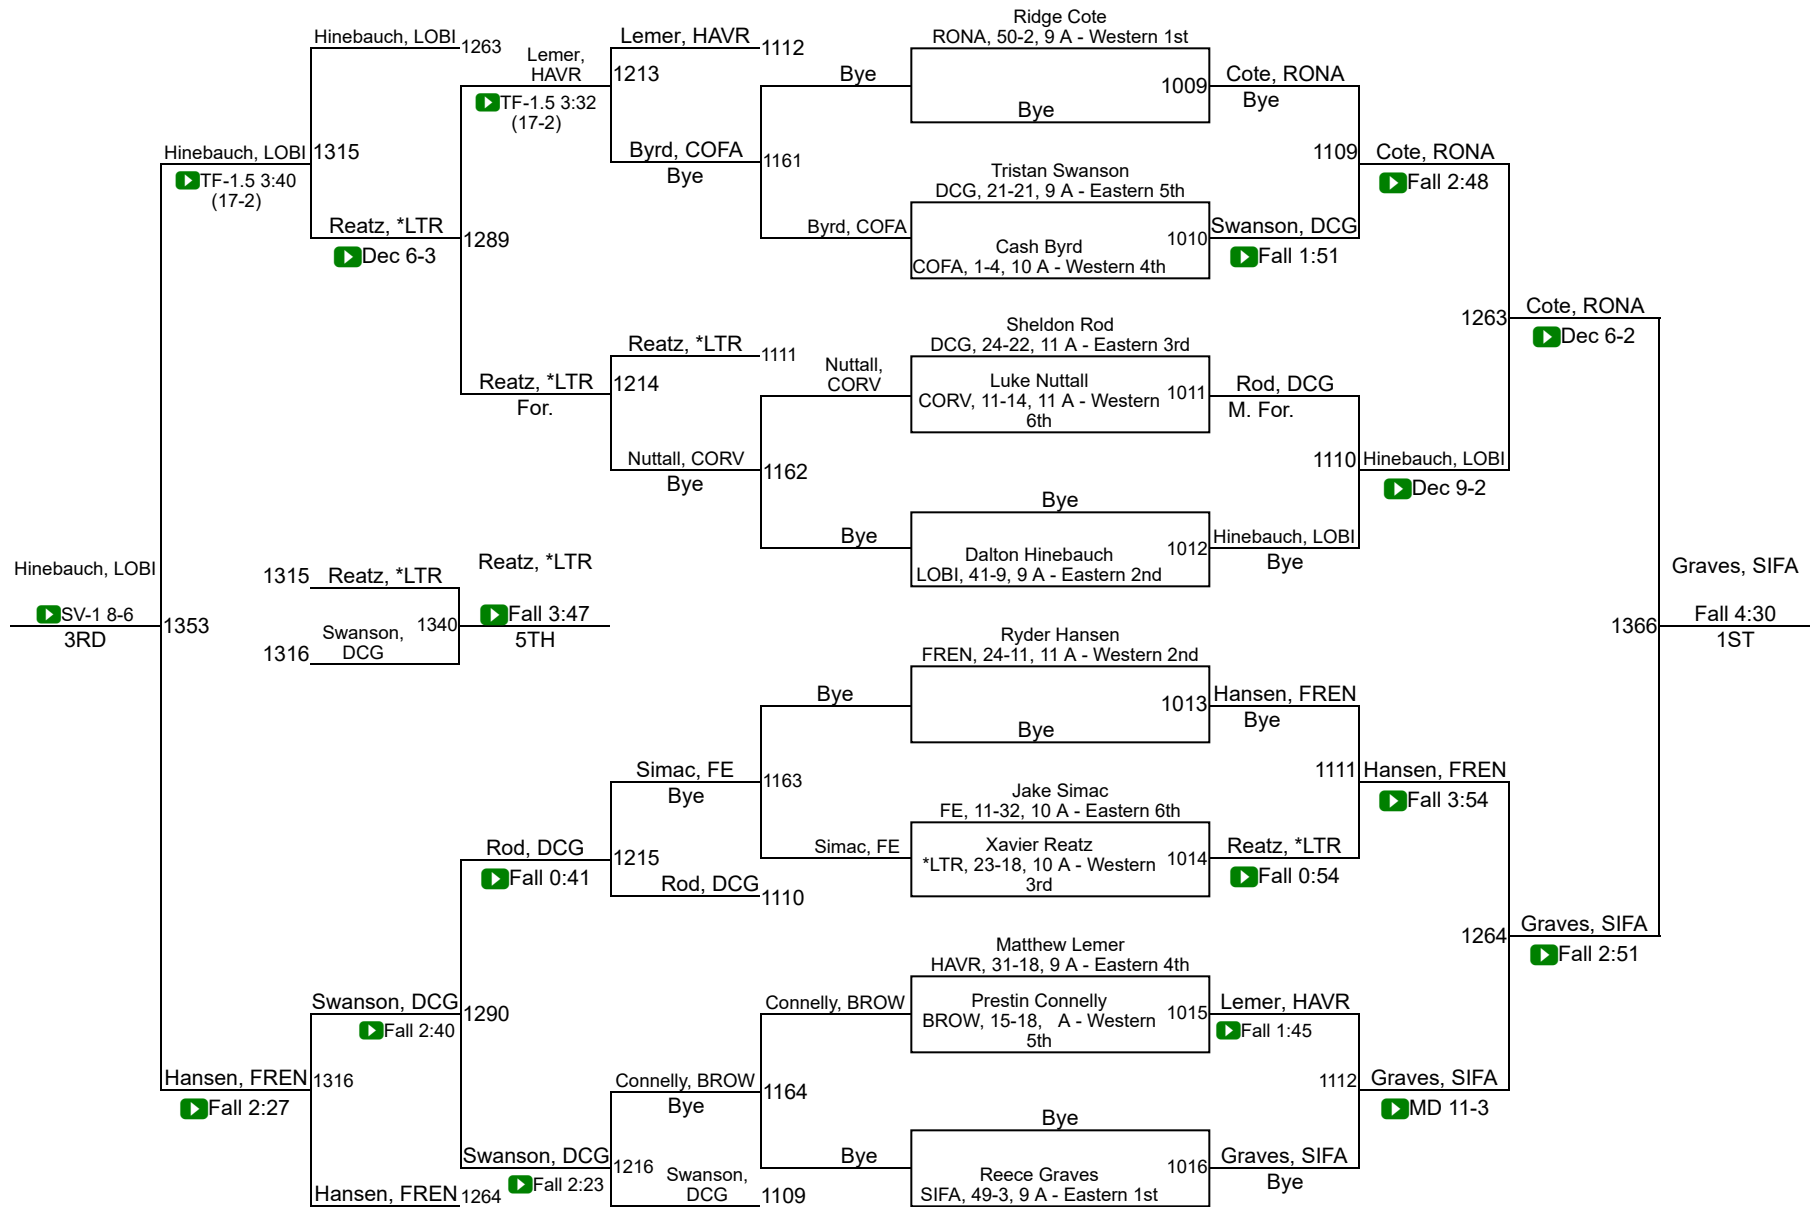 Hinebauch, LOBI
1263
Lemer,
HAVR
TF-1.5 3:32
(17-2)
1213
Lemer, HAVR
1112
Bye
Ridge Cote
RONA, 50-2, 9 A - Western 1st
Bye
1009
Cote, RONA
Bye
Hinebauch, LOBI
TF-1.5 3:40
(17-2)
1315
Byrd, COFA
Bye
1161
Tristan Swanson
DCG, 21-21, 9 A - Eastern 5th
1109
Cote, RONA
Fall 2:48
Reatz, *LTR
Dec 6-3
1289
Byrd, COFA
Cash Byrd
COFA, 1-4, 10 A - Western 4th
1010
Swanson, DCG
Fall 1:51
1263
Cote, RONA
Dec 6-2
Reatz, *LTR
For.
1214
Reatz, *LTR
1111
Nuttall,
CORV
Sheldon Rod
DCG, 24-22, 11 A - Eastern 3rd
Luke Nuttall
CORV, 11-14, 11 A - Western
6th
1011
Rod, DCG
M. For.
Nuttall, CORV
Bye
1162
1110
Hinebauch, LOBI
Dec 9-2
Bye
Bye
Dalton Hinebauch
LOBI, 41-9, 9 A - Eastern 2nd
1012
Hinebauch, LOBI
Bye
Hinebauch, LOBI
SV-1 8-6
3RD
1353
1315
Reatz, *LTR
1316
Swanson,
DCG
1340
Reatz, *LTR
Fall 3:47
5TH
1366
Graves, SIFA
Fall 4:30
1ST
Bye
Ryder Hansen
FREN, 24-11, 11 A - Western 2nd
Bye
1013
Hansen, FREN
Bye
Simac, FE
Bye
1163
1111
Hansen, FREN
Fall 3:54
Rod, DCG
Fall 0:41
1215
Rod, DCG
1110
Simac, FE
Jake Simac
FE, 11-32, 10 A - Eastern 6th
Xavier Reatz
*LTR, 23-18, 10 A - Western
3rd
1014
Reatz, *LTR
Fall 0:54
1264
Graves, SIFA
Fall 2:51
Swanson, DCG
Fall 2:40
1290
Connelly, BROW
Matthew Lemer
HAVR, 31-18, 9 A - Eastern 4th
Prestin Connelly
BROW, 15-18, A - Western
5th
1015
Lemer, HAVR
Fall 1:45
Hansen, FREN
Fall 2:27
1316
Connelly, BROW
Bye
1164
1112
Graves, SIFA
MD 11-3
Hansen, FREN
1264
Swanson, DCG
Fall 2:23
1216
Swanson,
DCG
1109
Bye
Bye
Reece Graves
SIFA, 49-3, 9 A - Eastern 1st
1016
Graves, SIFA
Bye